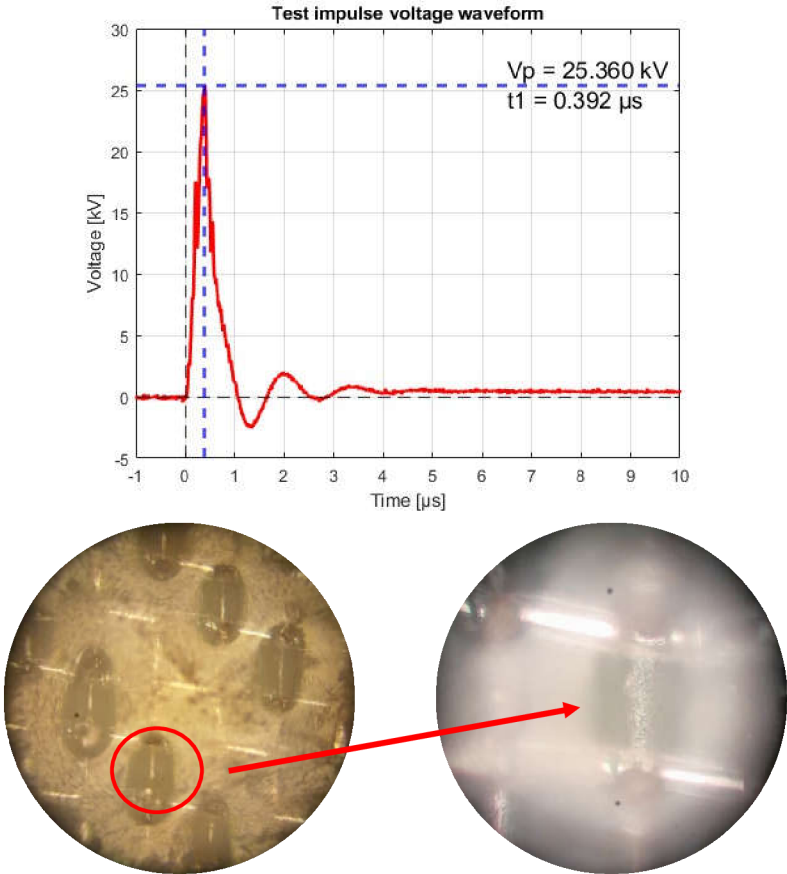 Test impulse voltage waveform
30
25
20
15
10
5
0
-5
Voltage [kV]
Vp = 25.360 kV
t1 = 0.392 µs
-1 0 1 2 3 4 5 6 7 8 9 10
Time [µs]